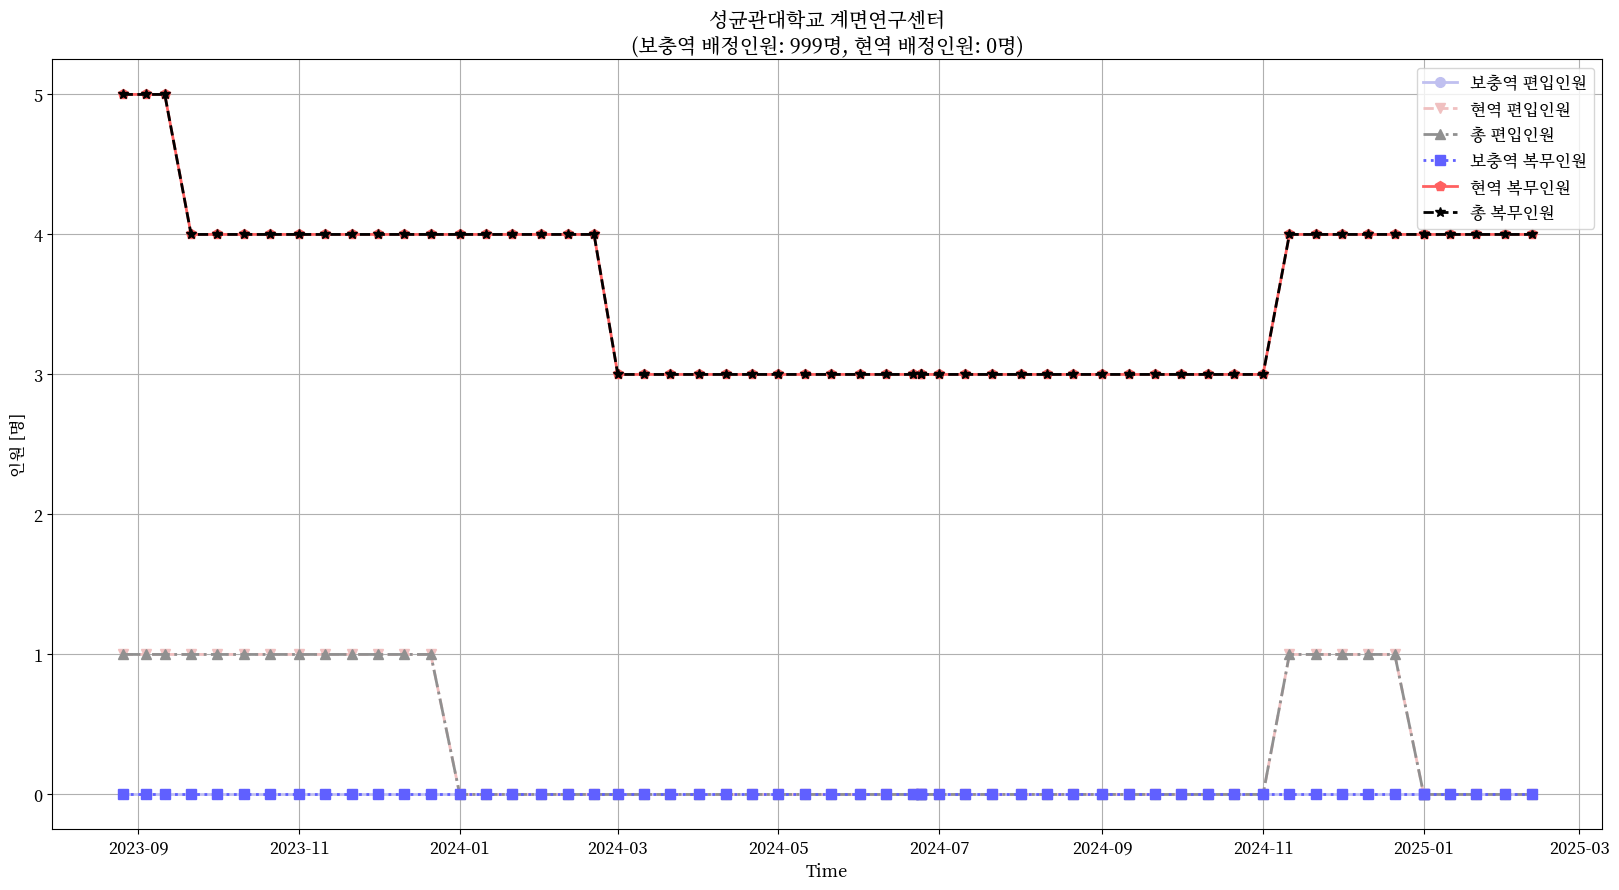 성균관대학교 계면연구센터
(보충역 배정인원: 999명, 현역 배정인원: 0명)
보충역 편입인원
현역 편입인원
총 편입인원
보충역 복무인원
현역 복무인원
총 복무인원
인원 [명]
5
4
3
2
1
0
2023-09
2023-11
2024-01
2024-03
2024-05
2024-07
2024-09
2024-11
2025-01
2025-03
Time